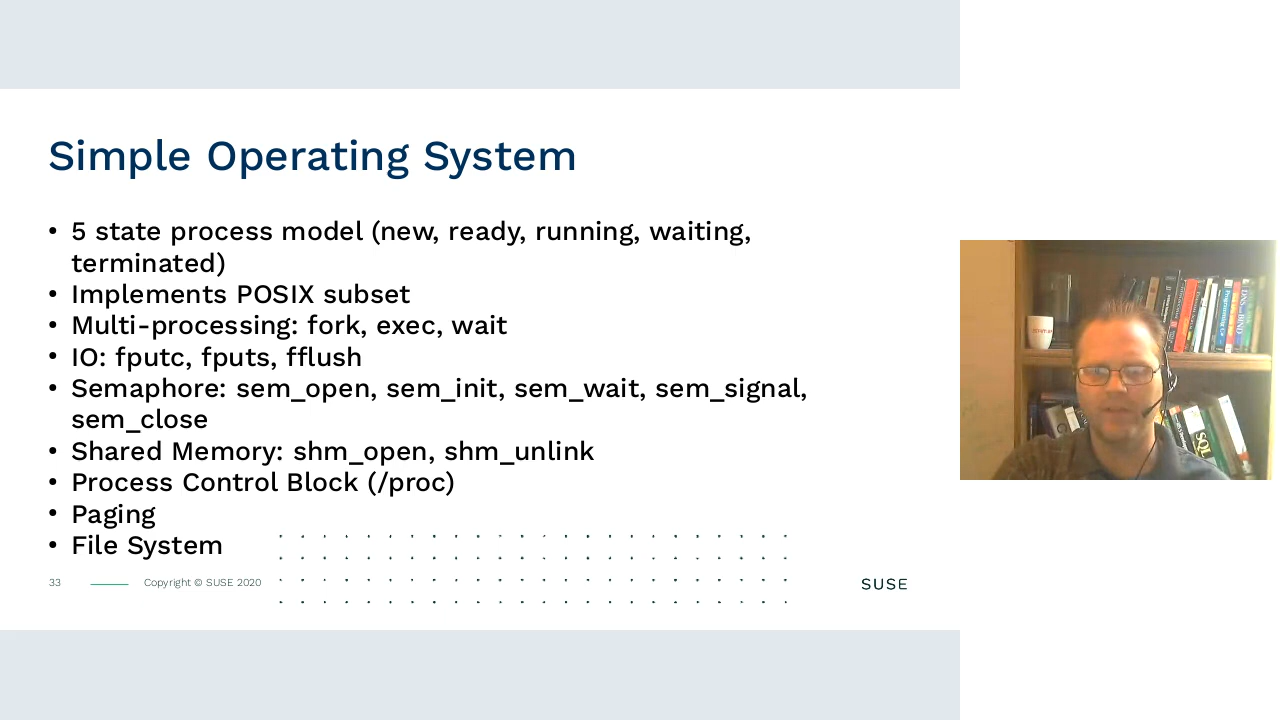 Simple Operating System
• 5 state process model (new, ready, running, waiting,
terminated)
• Implements POSIX subset
• Multi-processing: fork, exec, wait
• IO: fputc, fputs, fflush
• Semaphore: sem_open, sem_init, sem_wait, sem_signal,
sem_close
• Shared Memory: shm_open, shm_unlink
• Process Control Block (/proc)
• Paging
• File System
33
Copyright © SUSE 2020
SUSE
SQL